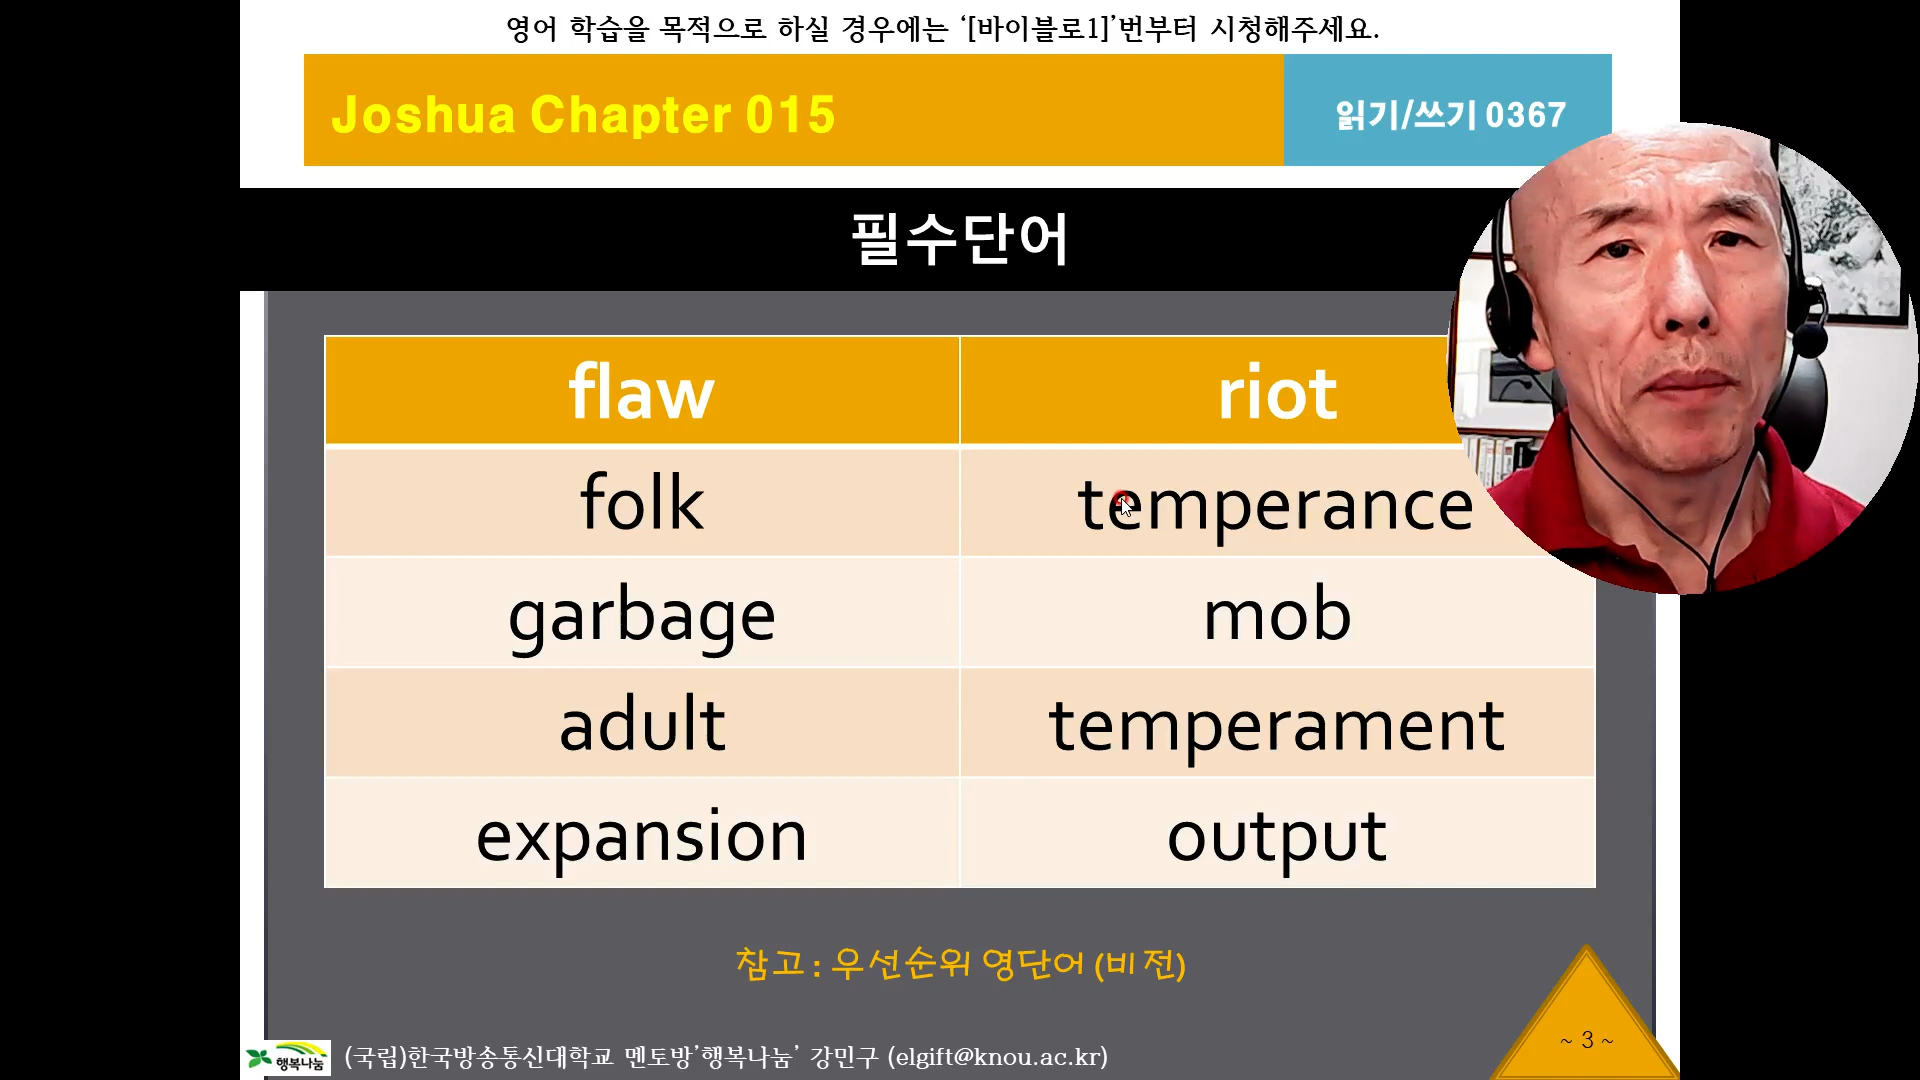 영어 학습을 목적으로 하실 경우에는 ‘[바이블로1]’번부터 시청해주세요.
Joshua Chapter 015
읽기/쓰기 0367
필수단어
flaw riot
folk temperance
garbage mob
adult temperament
expansion output
참고 : 우선순위 영단어 (비전)
~ 3 ~
행복나눔
(국립)한국방송통신대학교 멘토방’행복나눔’ 강민구 (elgift@knou.ac.kr)